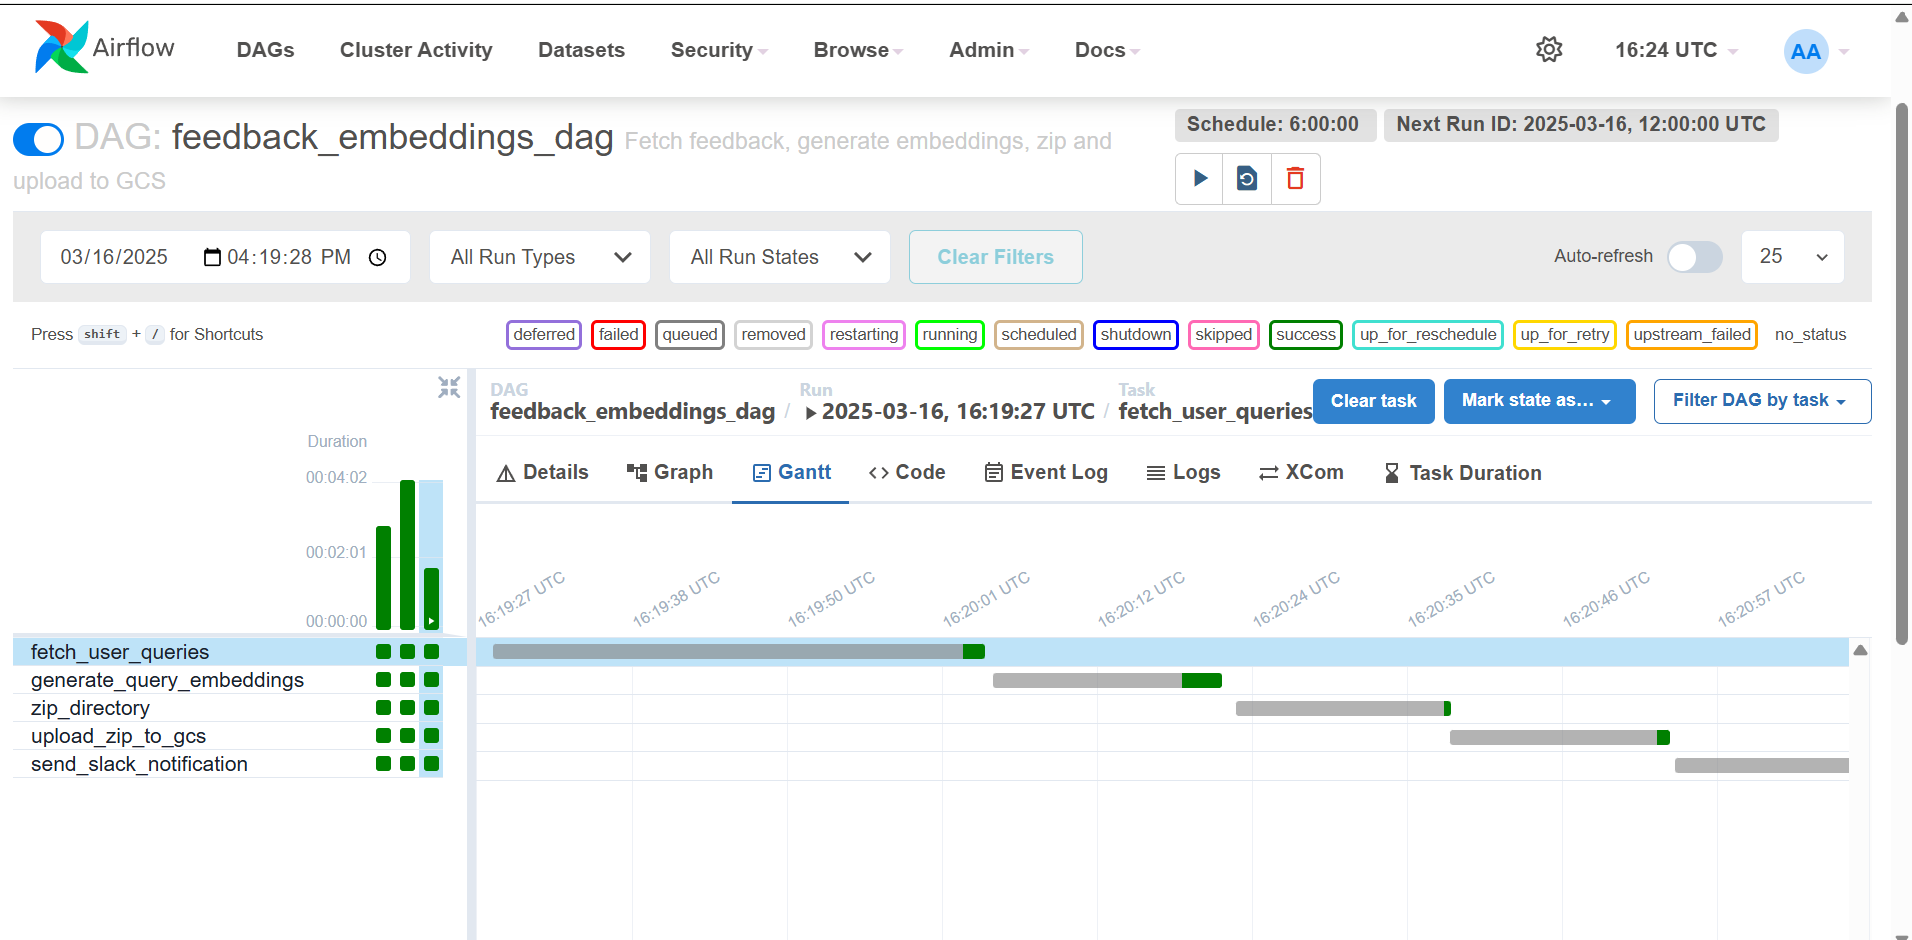 Airflow DAGs Cluster Activity Datasets Security Browse Admin Docs 16:24 UTC AA
DAG: feedback_embeddings_dag Fetch feedback, generate embeddings, zip and
upload to GCS
Schedule: 6:00:00 Next Run ID: 2025-03-16, 12:00:00 UTC
03/16/2025 04:19:28 PM All Run Types All Run States Clear Filters Auto-refresh 25
Press shift + / for Shortcuts
deferred failed queued removed restarting running scheduled shutdown skipped success up_for_reschedule up_for_retry upstream_failed no_status
DAG Run Task
feedback_embeddings_dag / 2025-03-16, 16:19:27 UTC / fetch_user_queries Clear task Mark state as... Filter DAG by task
Details Graph Gantt Code Event Log Logs XCom Task Duration
Duration
00:04:02
00:02:01
00:00:00
16:19:27 UTC 16:19:38 UTC 16:19:50 UTC 16:20:01 UTC 16:20:12 UTC 16:20:24 UTC 16:20:35 UTC 16:20:46 UTC 16:20:57 UTC
fetch_user_queries
generate_query_embeddings
zip_directory
upload_zip_to_gcs
send_slack_notification